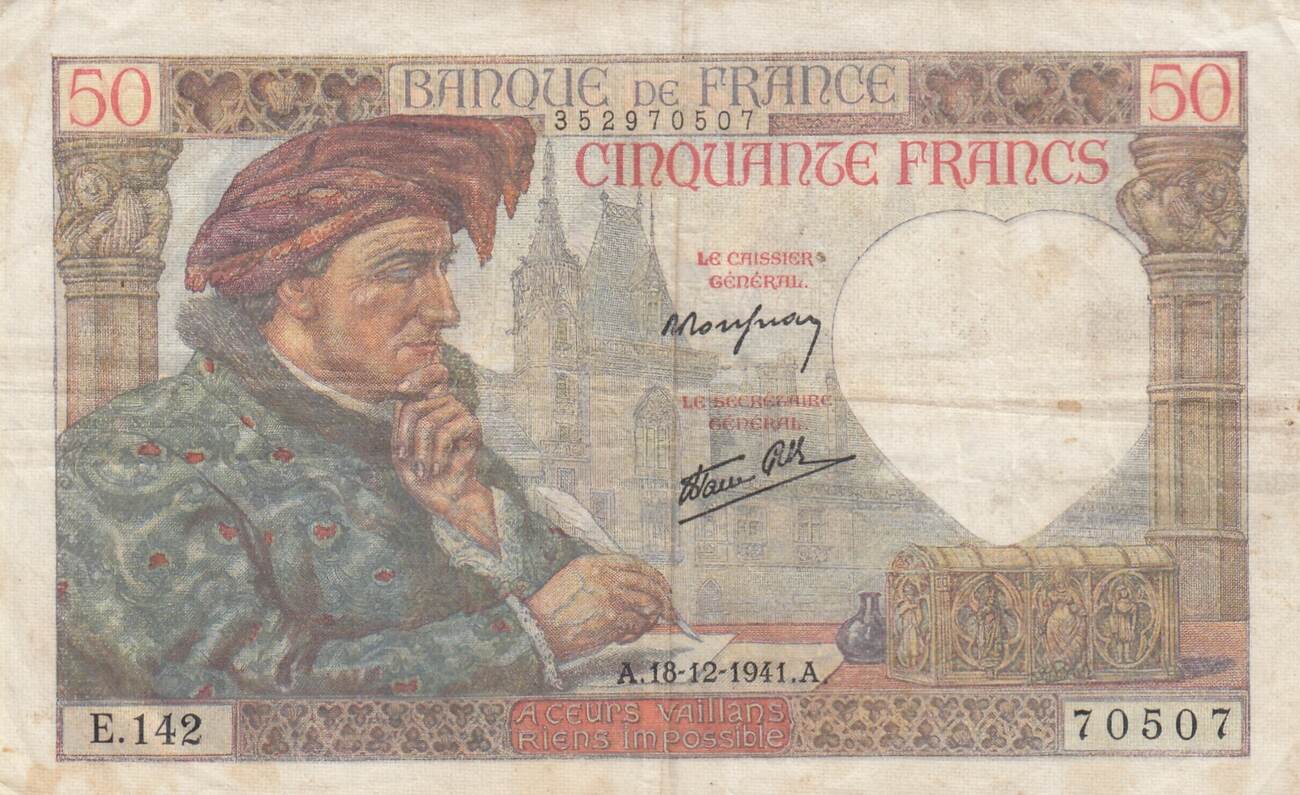 50 BANQUE DE FRANCE 50
352970507
CINQUANTE FRANCS
LE CAISSIER
GÉNÉRAL.
LE SECRÉTAIRE
GÉNÉRAL.
A.18-12-1941.A.
E.142 A CEURS VAILLANS 70507
RIENS IMPOSSIBLE